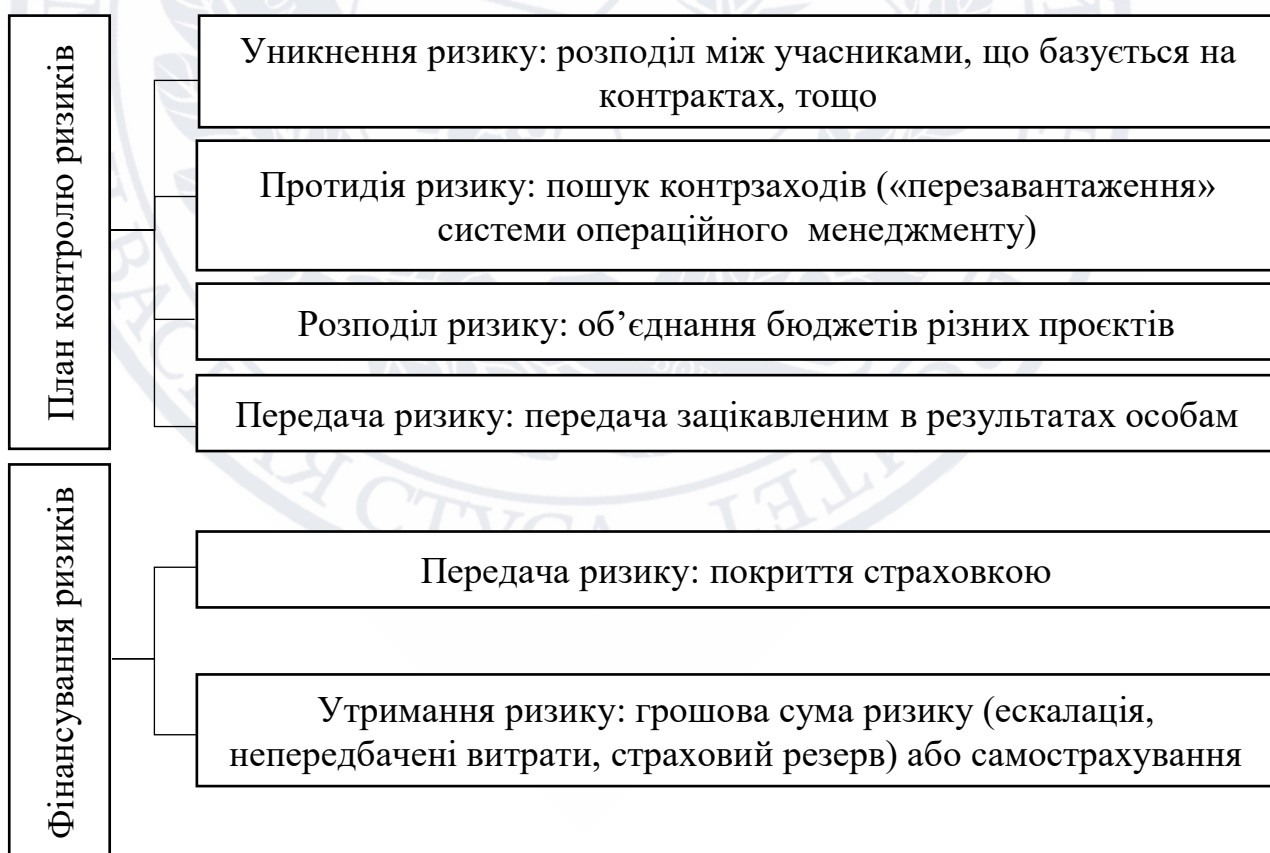 План контролю ризиків
Уникнення ризику: розподіл між учасниками, що базується на
контрактах, тощо
Протидія ризику: пошук контрзаходів («перезавантаження»
системи операційного менеджменту)
Розподіл ризику: об’єднання бюджетів різних проєктів
Передача ризику: передача зацікавленим в результатах особам
Фінансування ризиків
Передача ризику: покриття страховкою
Утримання ризику: грошова сума ризику (ескалація,
непередбачені витрати, страховий резерв) або самострахування
СТУСА